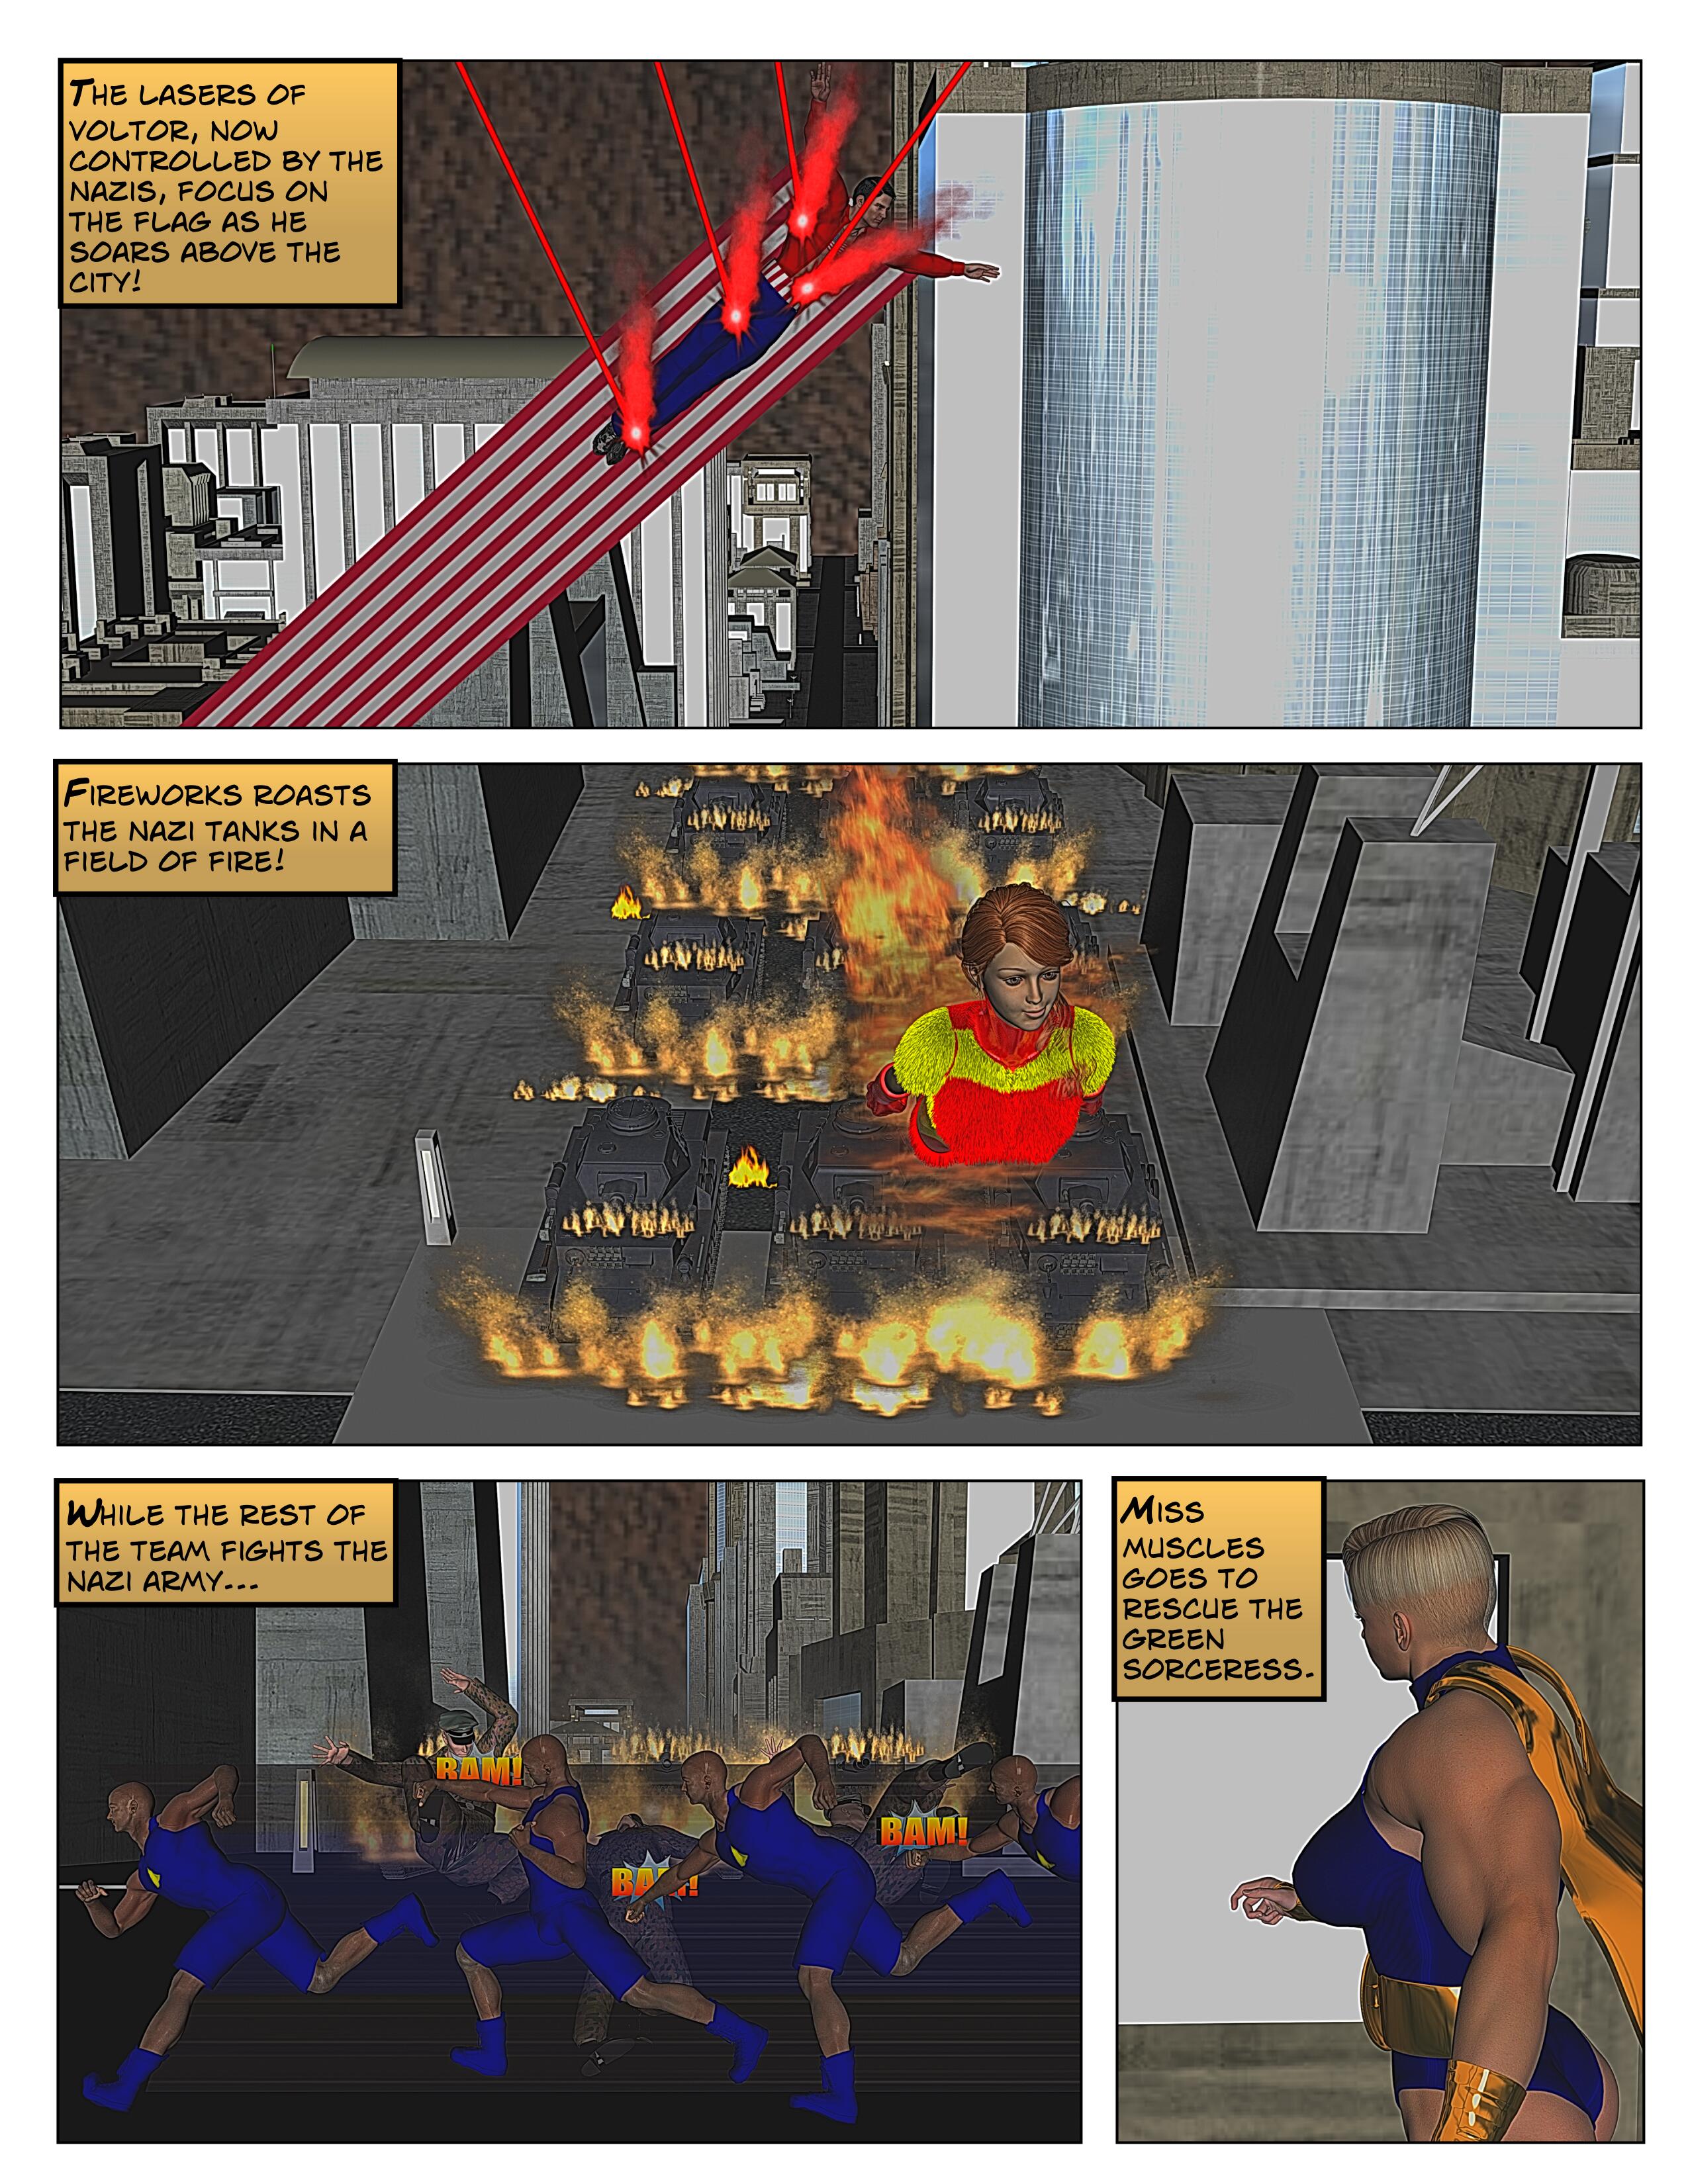 THE LASERS OF
VOLTOR, NOW
CONTROLLED BY THE
NAZIS, FOCUS ON
THE FLAG AS HE
SOARS ABOVE THE
CITY!
FIREWORKS ROASTS
THE NAZI TANKS IN A
FIELD OF FIRE!
WHILE THE REST OF
THE TEAM FIGHTS THE
NAZI ARMY...
BAM!
BAM!
BAM!
MISS
MUSCLES
GOES TO
RESCUE THE
GREEN
SORCERESS.